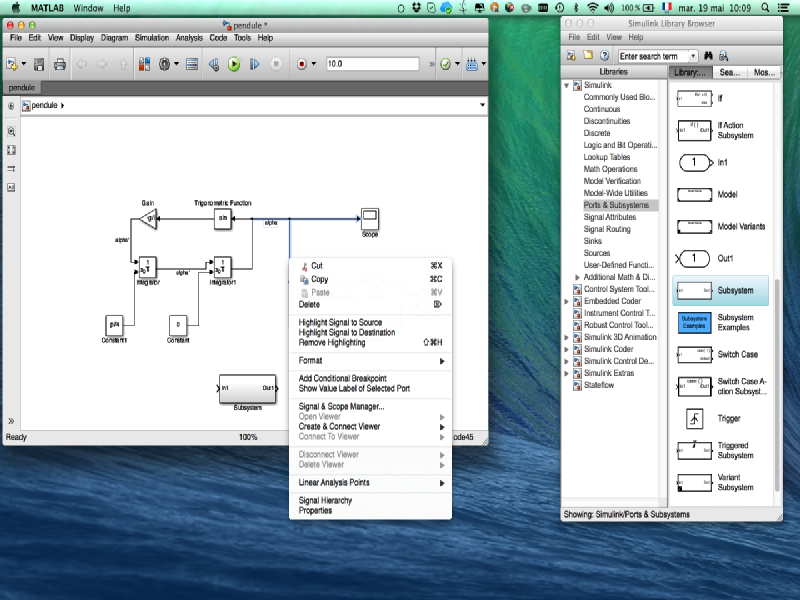 MATLAB Window Help
100 % mar. 19 mai 10:09
pendule *
File Edit View Display Diagram Simulation Analysis Code Tools Help
10.0
pendule
pendule
Gain
Trigonometric Function
sin
alpha
Scope
alpha''
alpha'
Integrator
Integrator1
pi/4
0
Constant1
Constant
In1 Out1
Subsystem
Ready 100% ode45
Cut ⌘X
Copy ⌘C
Paste ⌘V
Delete ⌦
Highlight Signal to Source
Highlight Signal to Destination
Remove Highlighting ⇧⌘H
Format
Add Conditional Breakpoint
Show Value Label of Selected Port
Signal & Scope Manager...
Open Viewer
Create & Connect Viewer
Connect To Viewer
Disconnect Viewer
Delete Viewer
Linear Analysis Points
Signal Hierarchy
Properties
Simulink Library Browser
File Edit View Help
Enter search term
Libraries
Library:... Sea... Mos...
Simulink
Commonly Used Blo...
Continuous
Discontinuities
Discrete
Logic and Bit Operati...
Lookup Tables
Math Operations
Model Verification
Model-Wide Utilities
Ports & Subsystems
Signal Attributes
Signal Routing
Sinks
Sources
User-Defined Functi...
Additional Math & Di...
Control System Tool...
Embedded Coder
Instrument Control T...
Robust Control Tool...
Simulink 3D Animation
Simulink Coder
Simulink Control De...
Simulink Extras
Stateflow
If
If Action
Subsystem
1
In1
Model
Model Variants
1
Out1
Subsystem
Subsystem
Examples
Subsystem
Examples
Switch Case
Switch Case A-
ction Subsyst...
Trigger
Triggered
Subsystem
Variant
Subsystem
Showing: Simulink/Ports & Subsystems